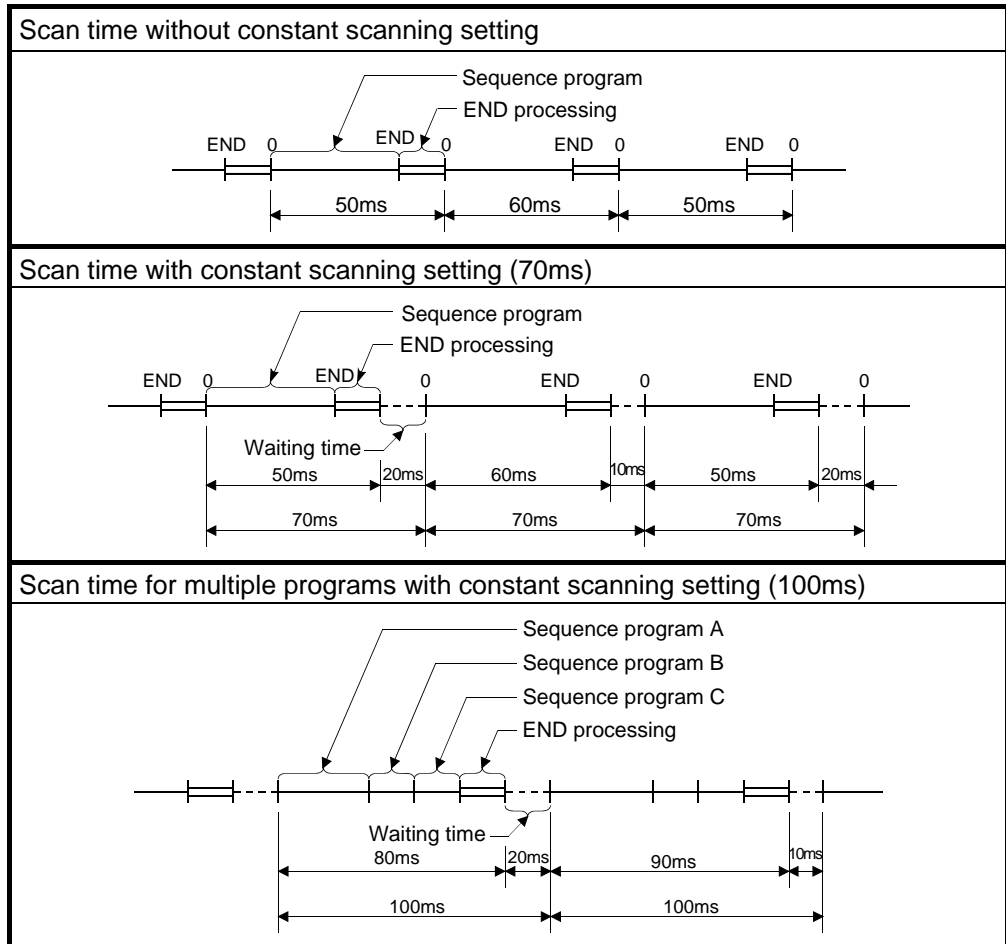 Scan time without constant scanning setting
Sequence program
END processing
END 0 END 0 END 0 END 0
50ms 60ms 50ms
Scan time with constant scanning setting (70ms)
Sequence program
END processing
END 0 END 0 END 0 END 0
Waiting time
50ms 20ms 60ms 10ms 50ms 20ms
70ms 70ms 70ms
Scan time for multiple programs with constant scanning setting (100ms)
Sequence program A
Sequence program B
Sequence program C
END processing
Waiting time
80ms 20ms 90ms 10ms
100ms 100ms